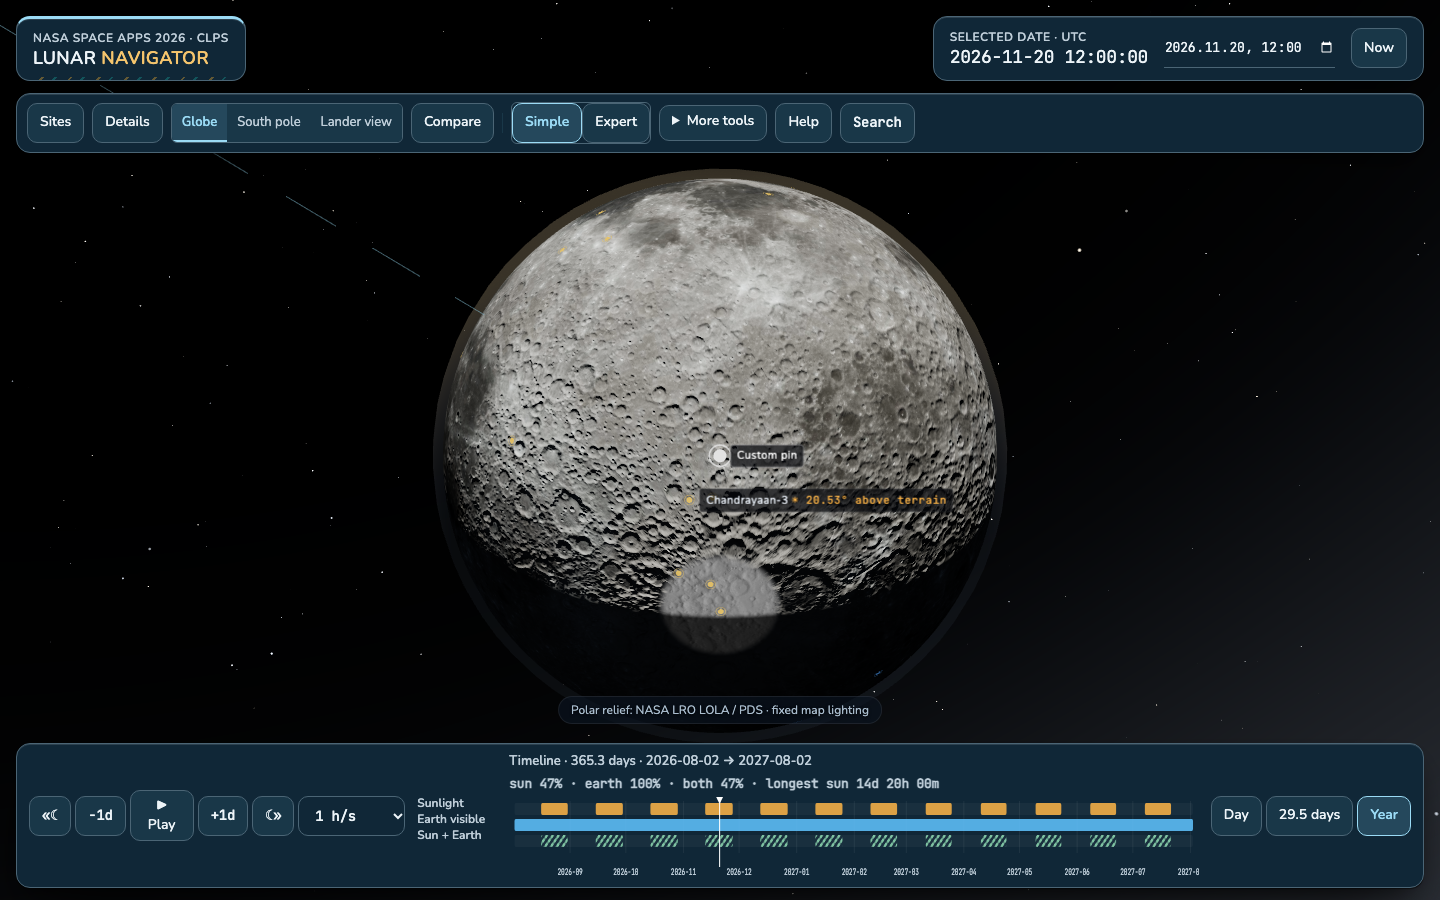 NASA SPACE APPS 2026 · CLPS
LUNAR NAVIGATOR
SELECTED DATE · UTC
2026-11-20 12:00:00
2026.11.20, 12:00
Now
Sites
Details
Globe
South pole
Lander view
Compare
Simple
Expert
▶ More tools
Help
Search
Custom pin
Chandrayaan-3 • 20.53° above terrain
Polar relief: NASA LRO LOLA / PDS · fixed map lighting
Timeline · 365.3 days · 2026-08-02 → 2027-08-02
sun 47% · earth 100% · both 47% · longest sun 14d 20h 00m
«☾
-1d
▶
Play
+1d
☾»
1 h/s
Sunlight
Earth visible
Sun + Earth
2026-09 2026-10 2026-11 2026-12 2027-01 2027-02 2027-03 2027-04 2027-05 2027-06 2027-07 2027-0
Day
29.5 days
Year